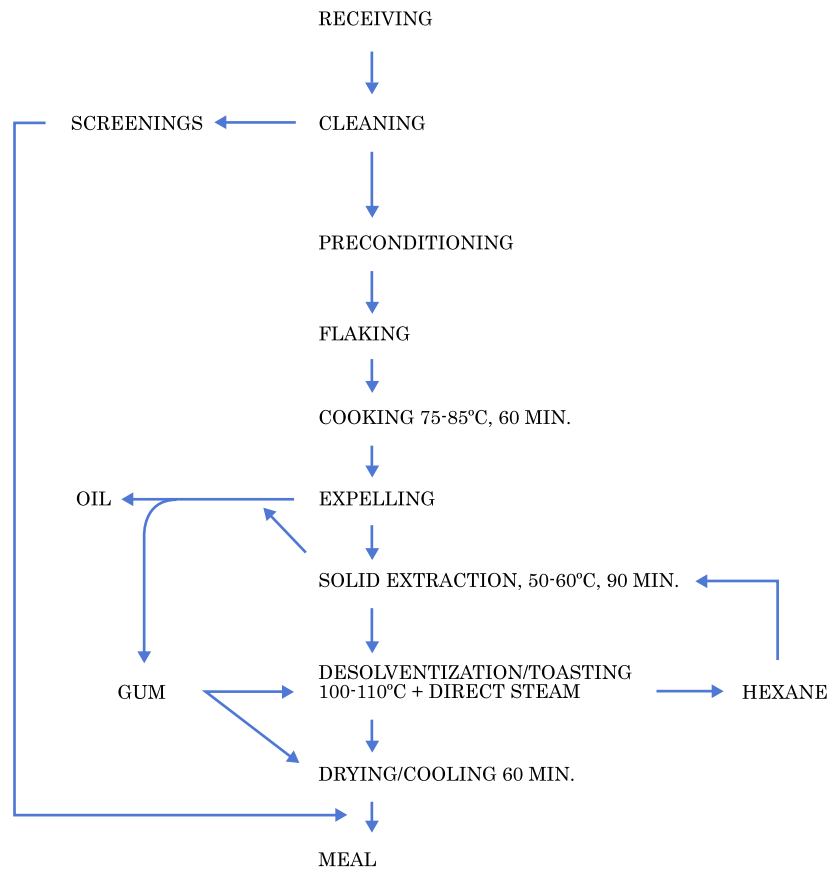 RECEIVING
SCREENINGS
CLEANING
PRECONDITIONING
FLAKING
COOKING 75-85ºC, 60 MIN.
OIL
EXPELLING
SOLID EXTRACTION, 50-60ºC, 90 MIN.
DESOLVENTIZATION/TOASTING
100-110ºC + DIRECT STEAM
GUM
HEXANE
DRYING/COOLING 60 MIN.
MEAL